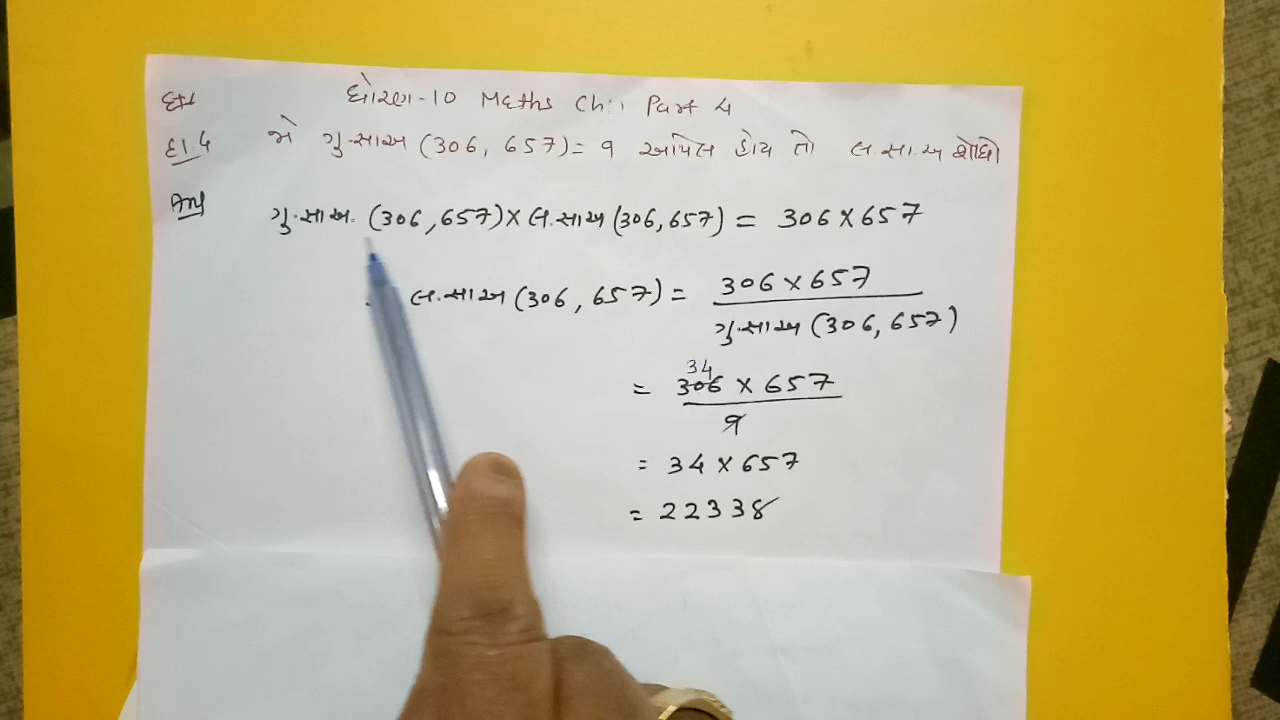 ધોરણ-10 Maths Ch:1 Part 4
દા.4 જો ગુ.સાઅ (306, 657) = 9 આપેલ હોય તો લ.સા.અ શોધો
Ans ગુ.સાઅ. (306, 657) × લ.સાઅ (306, 657) = 306 × 657
લ.સાઅ (306, 657) = 306 × 657
ગુ.સાઅ (306, 657)
34
= 306 × 657
9
= 34 × 657
= 22338